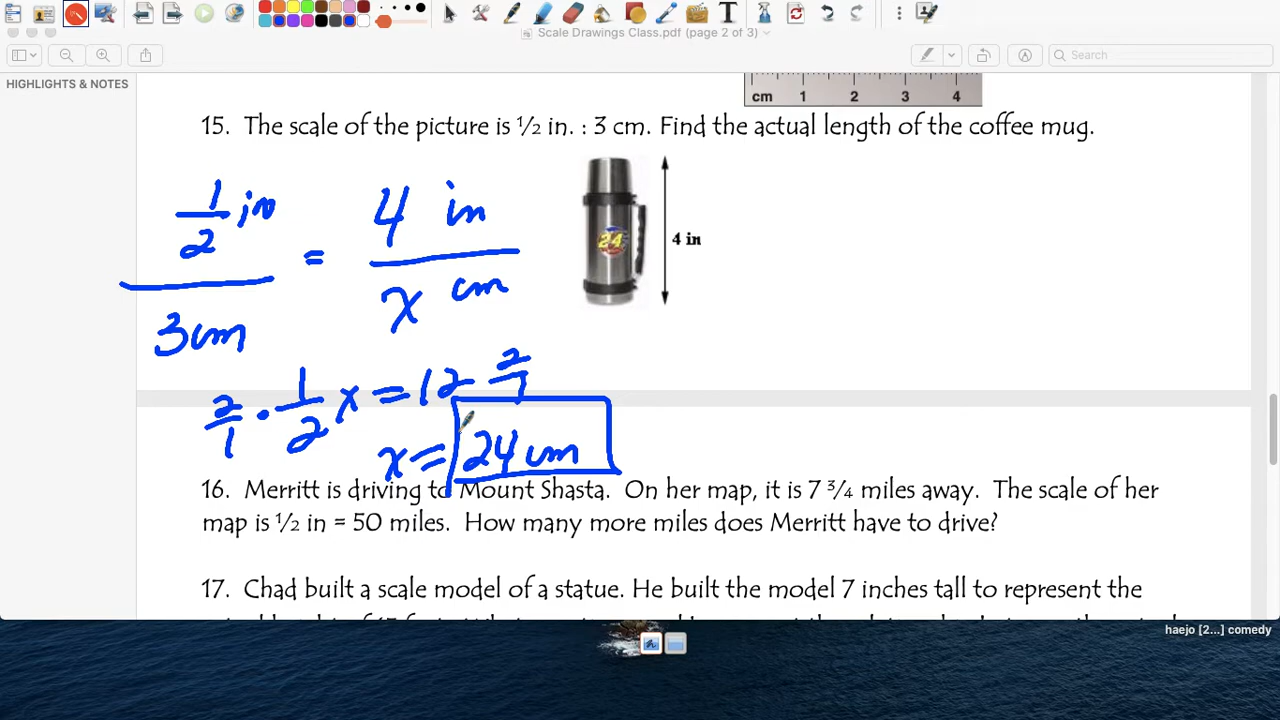 Scale Drawings Class.pdf (page 2 of 3)
Search
HIGHLIGHTS & NOTES
cm 1 2 3 4
15. The scale of the picture is ½ in. : 3 cm. Find the actual length of the coffee mug.
1/2 in / 3 cm = 4 in / x cm
24
4 in
2/1 · 1/2 x = 12 2/1
x = 24 cm
16. Merritt is driving to Mount Shasta. On her map, it is 7 ¾ miles away. The scale of her
map is ½ in = 50 miles. How many more miles does Merritt have to drive?
17. Chad built a scale model of a statue. He built the model 7 inches tall to represent the
haejo [2...] comedy